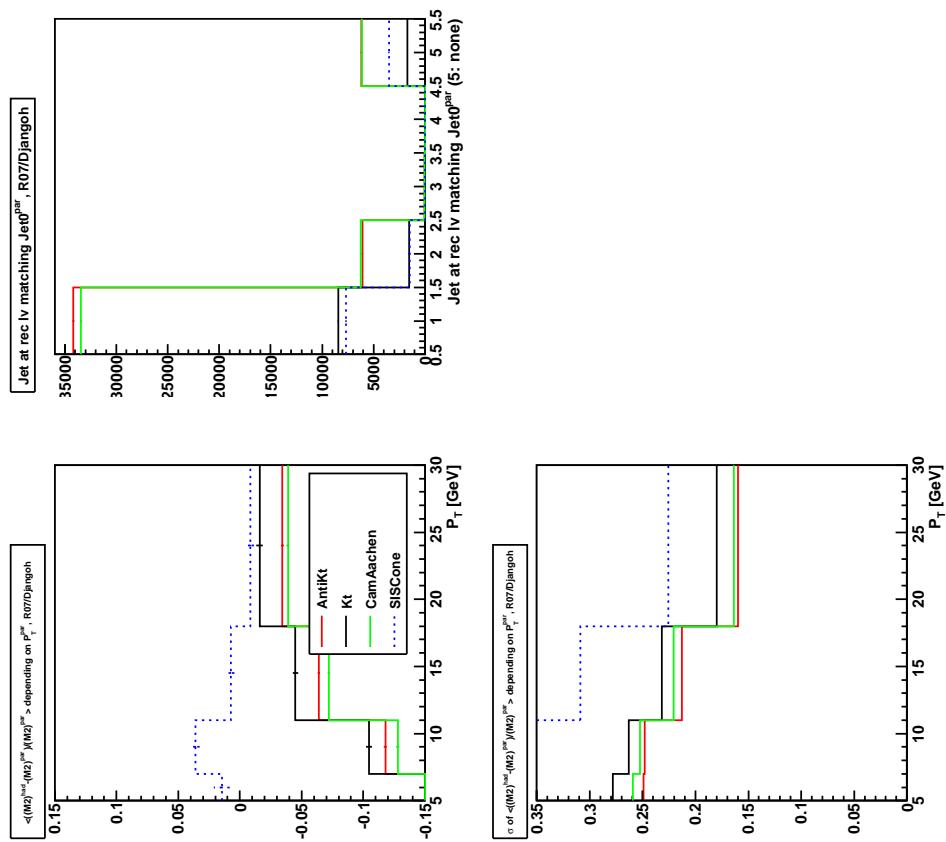 <((M2)^had-(M2)^par)/(M2)^par> depending on P_T^par, R07/Djangoh
0.15
0.1
0.05
0
-0.05
-0.1
-0.15
AntiKt
Kt
CamAachen
SISCone
5 10 15 20 25 30
P_T [GeV]
Jet at rec lv matching Jet0^par, R07/Djangoh
35000
30000
25000
20000
15000
10000
5000
0
0.5 1 1.5 2 2.5 3 3.5 4 4.5 5 5.5
Jet at rec lv matching Jet0^par (5: none)
σ of <((M2)^had-(M2)^par)/(M2)^par> depending on P_T^par, R07/Djangoh
0.35
0.3
0.25
0.2
0.15
0.1
0.05
0
5 10 15 20 25 30
P_T [GeV]